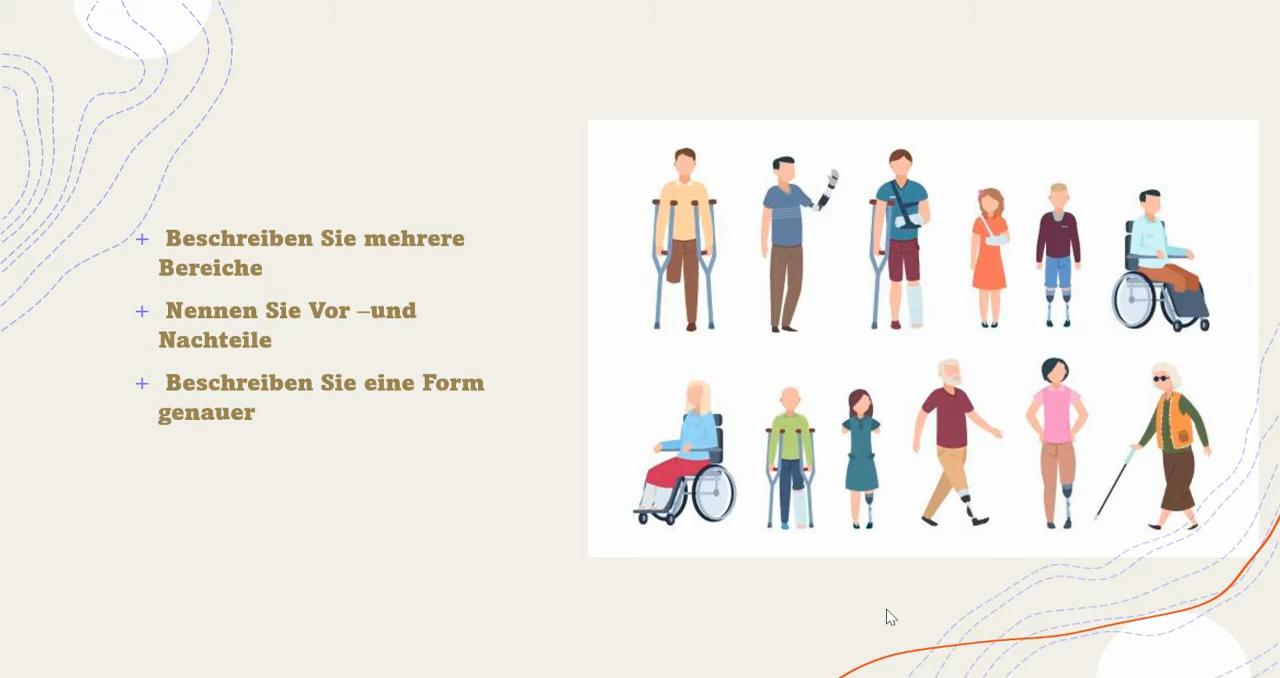 + Beschreiben Sie mehrere
Bereiche
+ Nennen Sie Vor –und
Nachteile
+ Beschreiben Sie eine Form
genauer